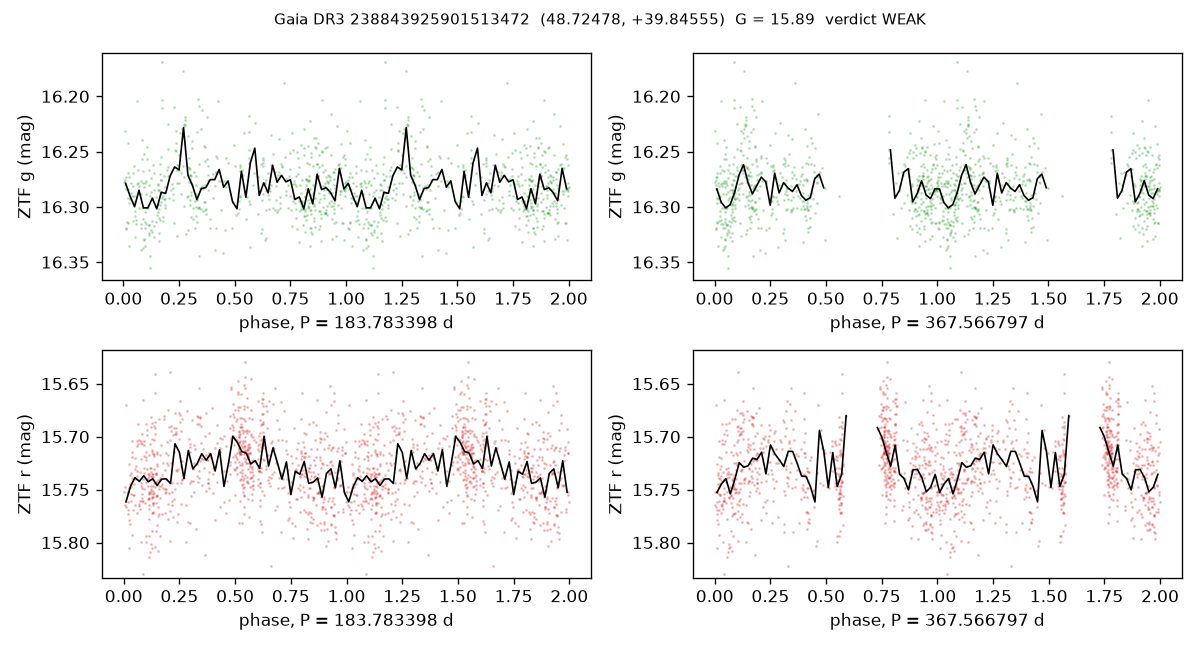 Gaia DR3 238843925901513472  (48.72478, +39.84555)  G = 15.89  verdict WEAK
ZTF g (mag)
16.20
16.25
16.30
16.35
0.00 0.25 0.50 0.75 1.00 1.25 1.50 1.75 2.00
phase, P = 183.783398 d
ZTF g (mag)
16.20
16.25
16.30
16.35
0.00 0.25 0.50 0.75 1.00 1.25 1.50 1.75 2.00
phase, P = 367.566797 d
ZTF r (mag)
15.65
15.70
15.75
15.80
0.00 0.25 0.50 0.75 1.00 1.25 1.50 1.75 2.00
phase, P = 183.783398 d
ZTF r (mag)
15.65
15.70
15.75
15.80
0.00 0.25 0.50 0.75 1.00 1.25 1.50 1.75 2.00
phase, P = 367.566797 d